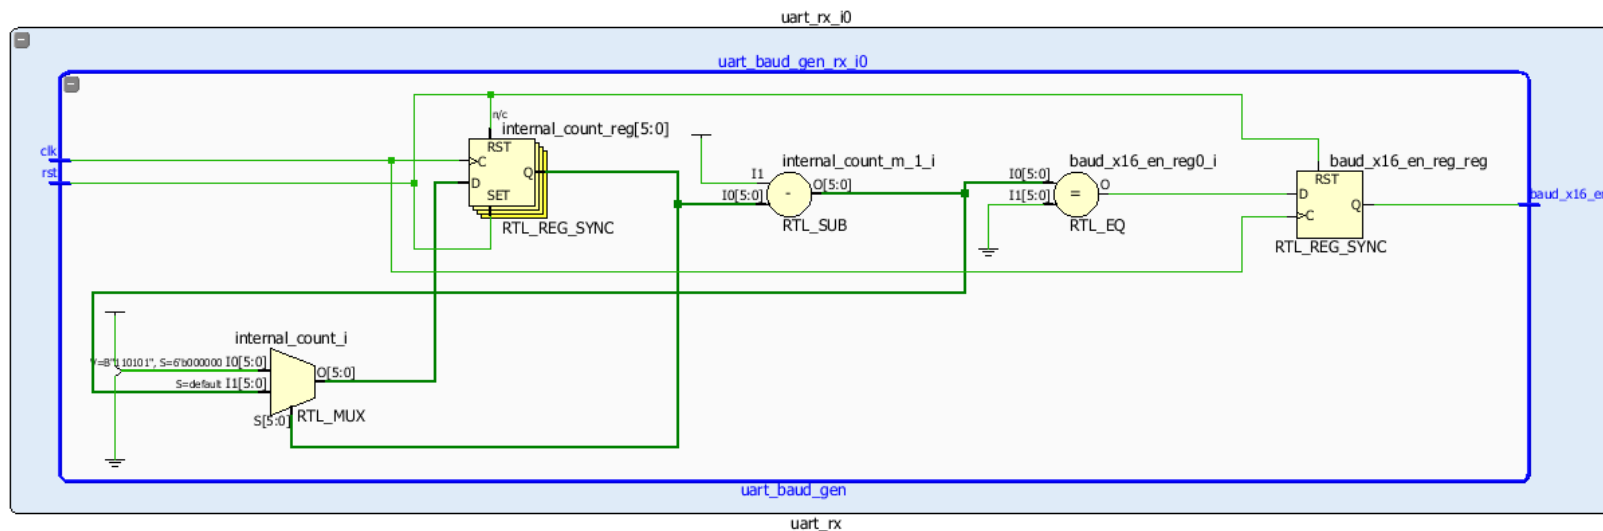 uart_rx_i0
uart_baud_gen_rx_i0
n/c
internal_count_reg[5:0]
RST
clk
C
rst
D
Q
SET
RTL_REG_SYNC
I1
I0[5:0]
internal_count_m_1_i
-
O[5:0]
RTL_SUB
baud_x16_en_reg0_i
I0[5:0]
I1[5:0]
=
O
RTL_EQ
baud_x16_en_reg_reg
RST
D
C
Q
RTL_REG_SYNC
baud_x16_en
internal_count_i
V=B"110101", S=6'b000000 I0[5:0]
S=default I1[5:0]
O[5:0]
S[5:0]
RTL_MUX
uart_baud_gen
uart_rx